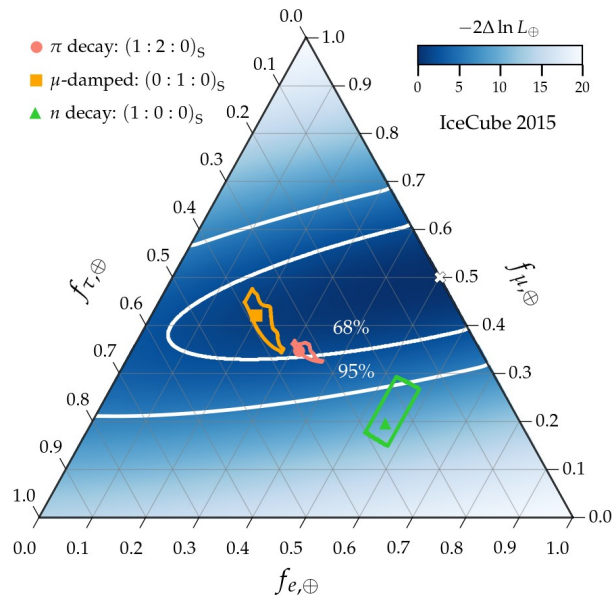 −2Δ ln L⊕
0 5 10 15 20
IceCube 2015
π decay: (1 : 2 : 0)S
μ-damped: (0 : 1 : 0)S
n decay: (1 : 0 : 0)S
0.0
0.1
0.2
0.3
0.4
0.5
0.6
0.7
0.8
0.9
1.0
fτ,⊕
1.0
0.9
0.8
0.7
0.6
0.5
0.4
0.3
0.2
0.1
0.0
fμ,⊕
68%
95%
0.0 0.1 0.2 0.3 0.4 0.5 0.6 0.7 0.8 0.9 1.0
fe,⊕